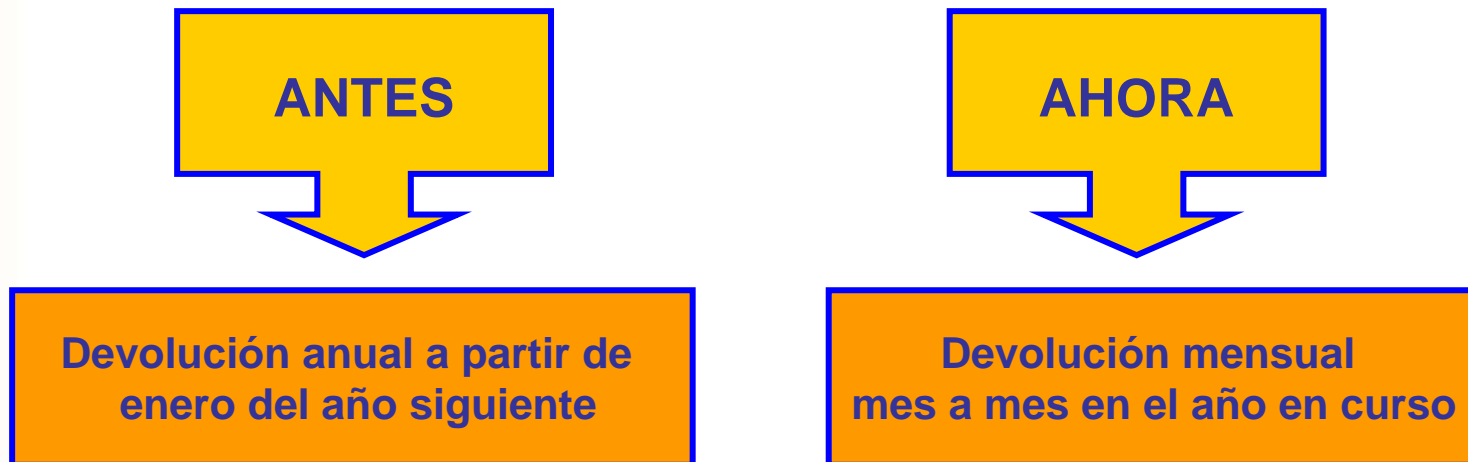 ANTES
Devolución anual a partir de
enero del año siguiente
AHORA
Devolución mensual
mes a mes en el año en curso